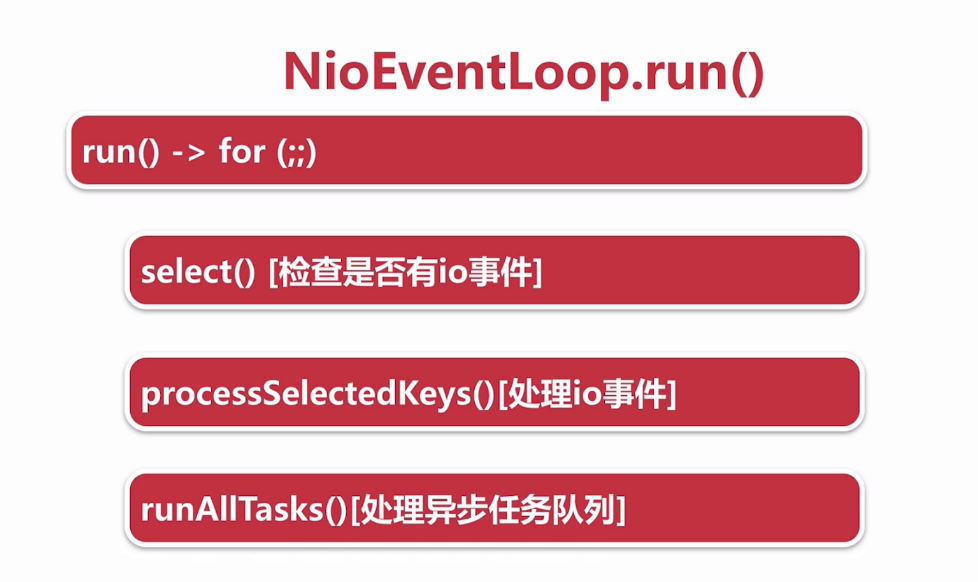 NioEventLoop.run()
run() -> for (;;)
select() [检查是否有io事件]
processSelectedKeys()[处理io事件]
runAllTasks()[处理异步任务队列]